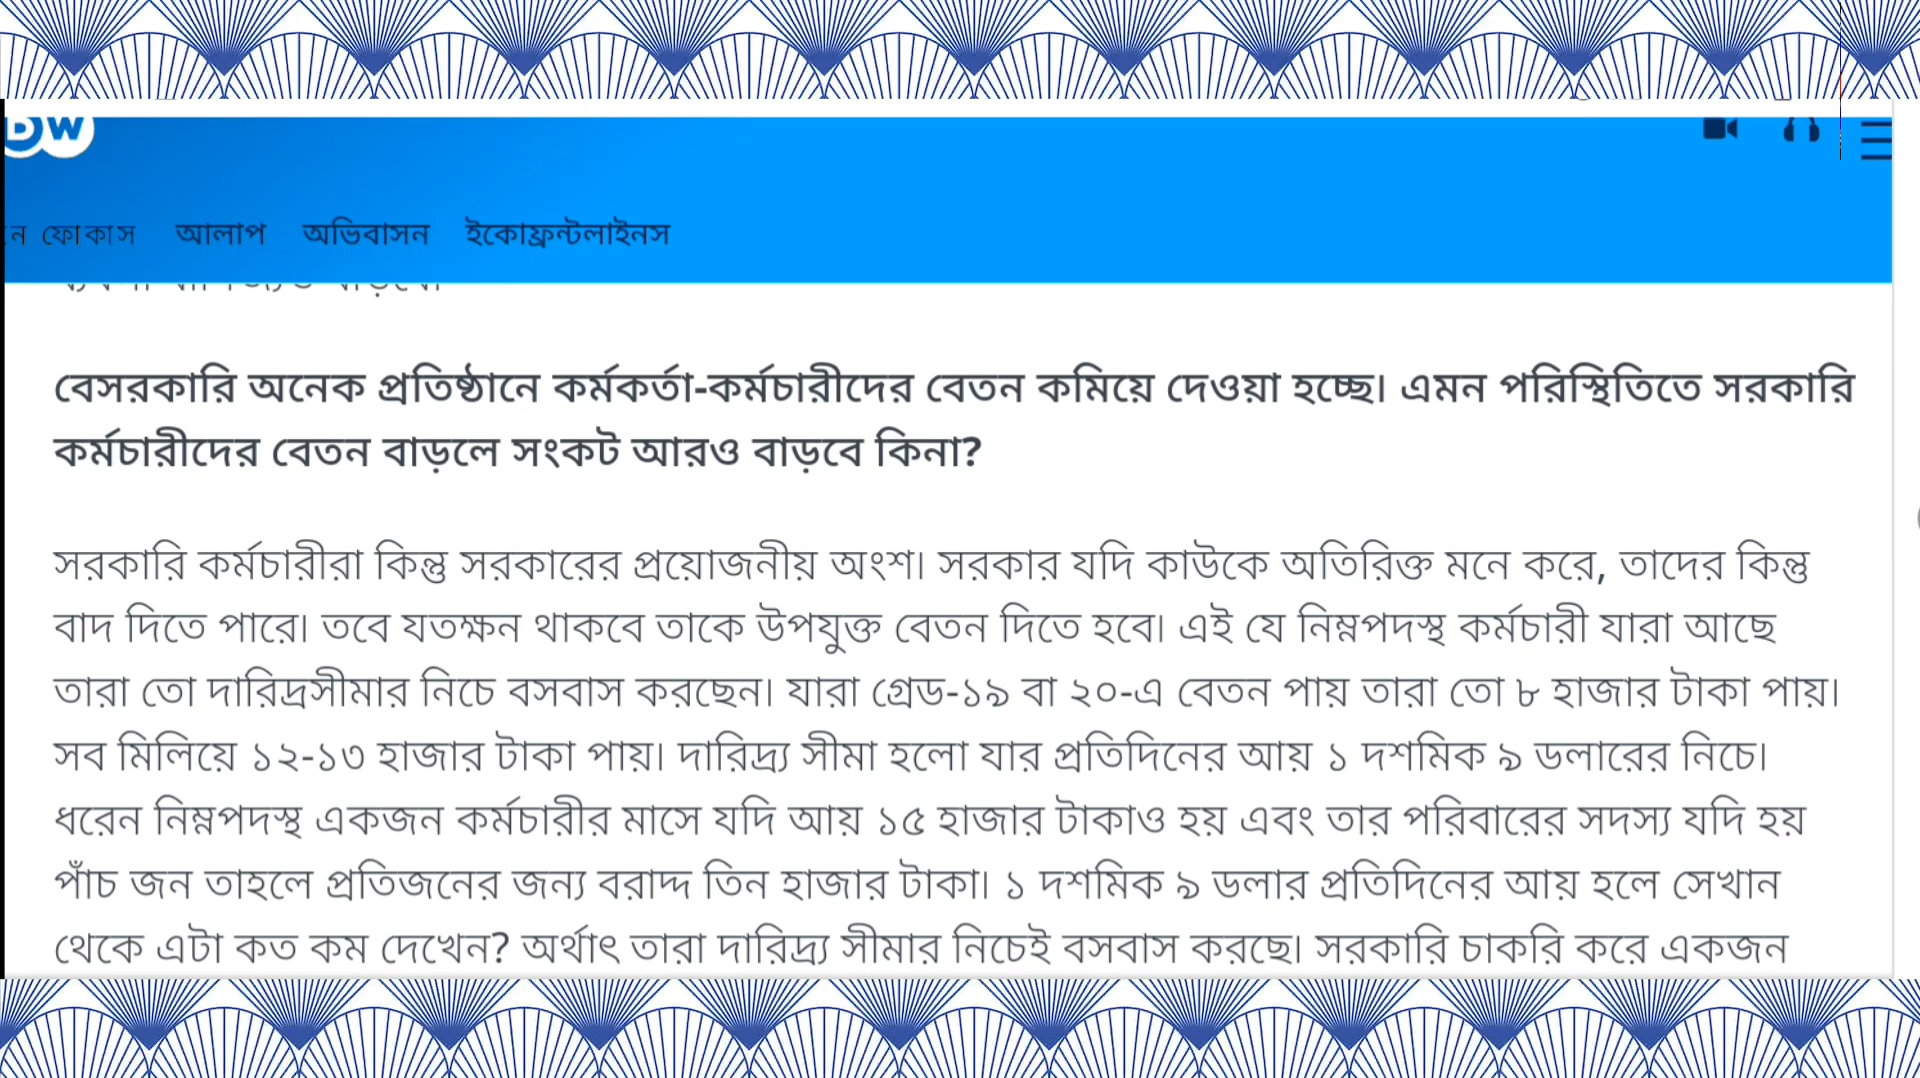 DW
ফোকাস আলাপ অভিবাসন ইকোফ্রন্টলাইনস
বেসরকারি অনেক প্রতিষ্ঠানে কর্মকর্তা-কর্মচারীদের বেতন কমিয়ে দেওয়া হচ্ছে। এমন পরিস্থিতিতে সরকারি
কর্মচারীদের বেতন বাড়লে সংকট আরও বাড়বে কিনা?
সরকারি কর্মচারীরা কিন্তু সরকারের প্রয়োজনীয় অংশ। সরকার যদি কাউকে অতিরিক্ত মনে করে, তাদের কিন্তু
বাদ দিতে পারে। তবে যতক্ষন থাকবে তাকে উপযুক্ত বেতন দিতে হবে। এই যে নিম্নপদস্থ কর্মচারী যারা আছে
তারা তো দারিদ্রসীমার নিচে বসবাস করছেন। যারা গ্রেড-১৯ বা ২০-এ বেতন পায় তারা তো ৮ হাজার টাকা পায়।
সব মিলিয়ে ১২-১৩ হাজার টাকা পায়। দারিদ্র্য সীমা হলো যার প্রতিদিনের আয় ১ দশমিক ৯ ডলারের নিচে।
ধরেন নিম্নপদস্থ একজন কর্মচারীর মাসে যদি আয় ১৫ হাজার টাকাও হয় এবং তার পরিবারের সদস্য যদি হয়
পাঁচ জন তাহলে প্রতিজনের জন্য বরাদ্দ তিন হাজার টাকা। ১ দশমিক ৯ ডলার প্রতিদিনের আয় হলে সেখান
থেকে এটা কত কম দেখেন? অর্থাৎ তারা দারিদ্র্য সীমার নিচেই বসবাস করছে। সরকারি চাকরি করে একজন